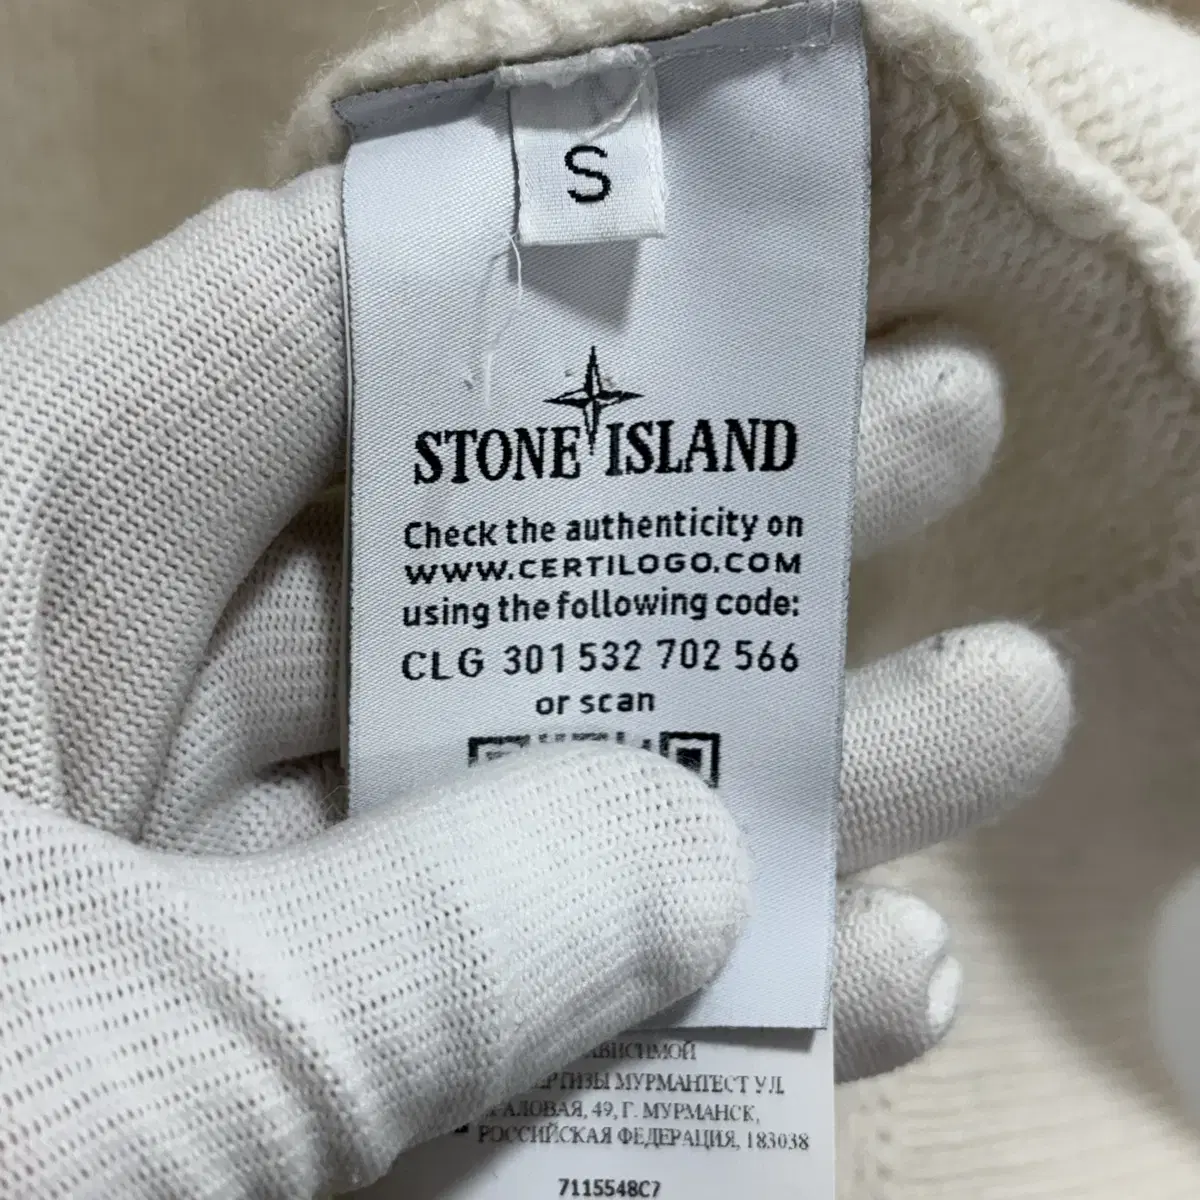 S
STONE ISLAND
Check the authenticity on
WWW.CERTILOGO.COM
using the following code:
CLG 301 532 702 566
or scan
МУРМАНТЕСТ УЛ.
49, Г. МУРМАНСК,
РОССИЙСКАЯ ФЕДЕРАЦИЯ, 183038
7115548C7